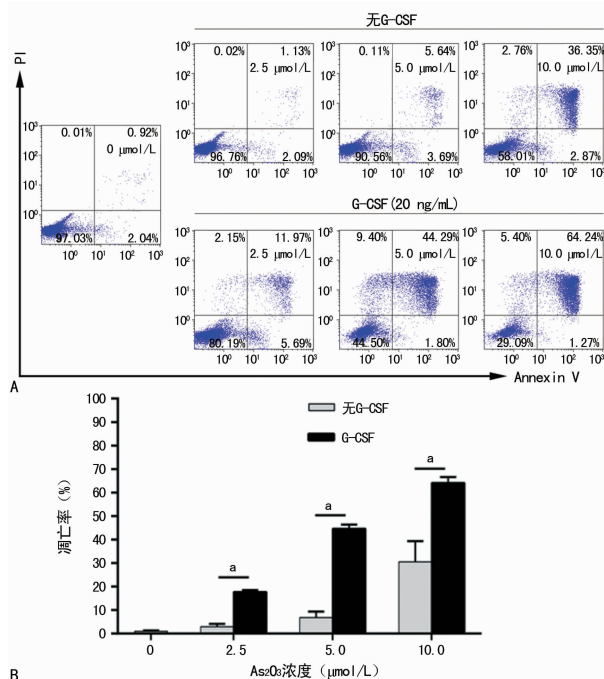 无G-CSF
PI
10³
10²
10¹
10⁰
0.01% 0.92%
0 μmol/L
97.03% 2.04%
10⁰ 10¹ 10² 10³
10³
10²
10¹
10⁰
0.02% 1.13%
2.5 μmol/L
96.76% 2.09%
10⁰ 10¹ 10² 10³
10³
10²
10¹
10⁰
0.11% 5.64%
5.0 μmol/L
90.56% 3.69%
10⁰ 10¹ 10² 10³
10³
10²
10¹
10⁰
2.76% 36.35%
10.0 μmol/L
58.01% 2.87%
10⁰ 10¹ 10² 10³
G-CSF(20 ng/mL)
10³
10²
10¹
10⁰
2.15% 11.97%
2.5 μmol/L
80.19% 5.69%
10⁰ 10¹ 10² 10³
10³
10²
10¹
10⁰
9.40% 44.29%
5.0 μmol/L
44.50% 1.80%
10⁰ 10¹ 10² 10³
10³
10²
10¹
10⁰
5.40% 64.24%
10.0 μmol/L
29.09% 1.27%
10⁰ 10¹ 10² 10³
Annexin V
A
凋亡率（%）
100
90
80
70
60
50
40
30
20
10
0
无G-CSF
G-CSF
a
a
a
0 2.5 5.0 10.0
As₂O₃浓度（μmol/L）
B